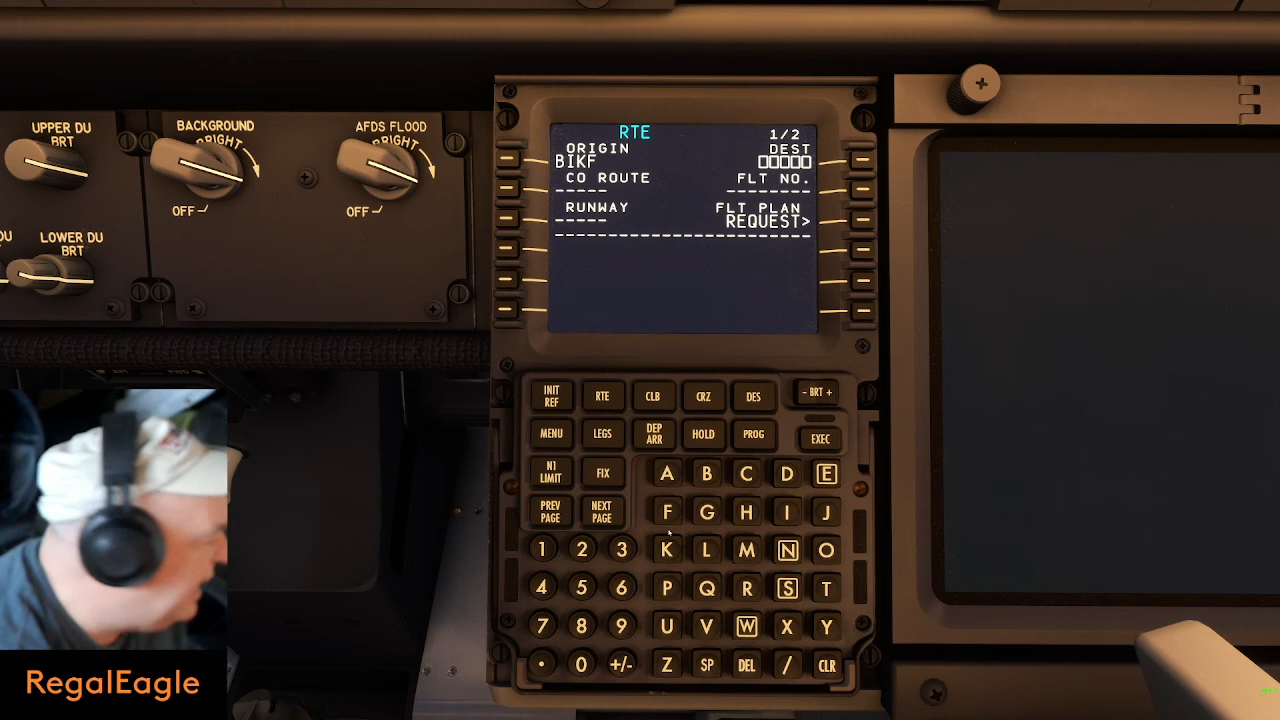 UPPER DU
BRT
BACKGROUND
BRIGHT
OFF
AFDS FLOOD
BRIGHT
OFF
LOWER DU
BRT
RTE 1/2
ORIGIN DEST
BIKF □□□□□
CO ROUTE FLT NO.
----- --------
RUNWAY FLT PLAN
----- REQUEST>
------------------------
INIT REF
RTE
CLB
CRZ
DES
- BRT +
MENU
LEGS
DEP ARR
HOLD
PROG
EXEC
N1 LIMIT
FIX
A B C D E
PREV PAGE
NEXT PAGE
F G H I J
1 2 3 K L M N O
4 5 6 P Q R S T
7 8 9 U V W X Y
. 0 +/- Z SP DEL / CLR
RegalEagle